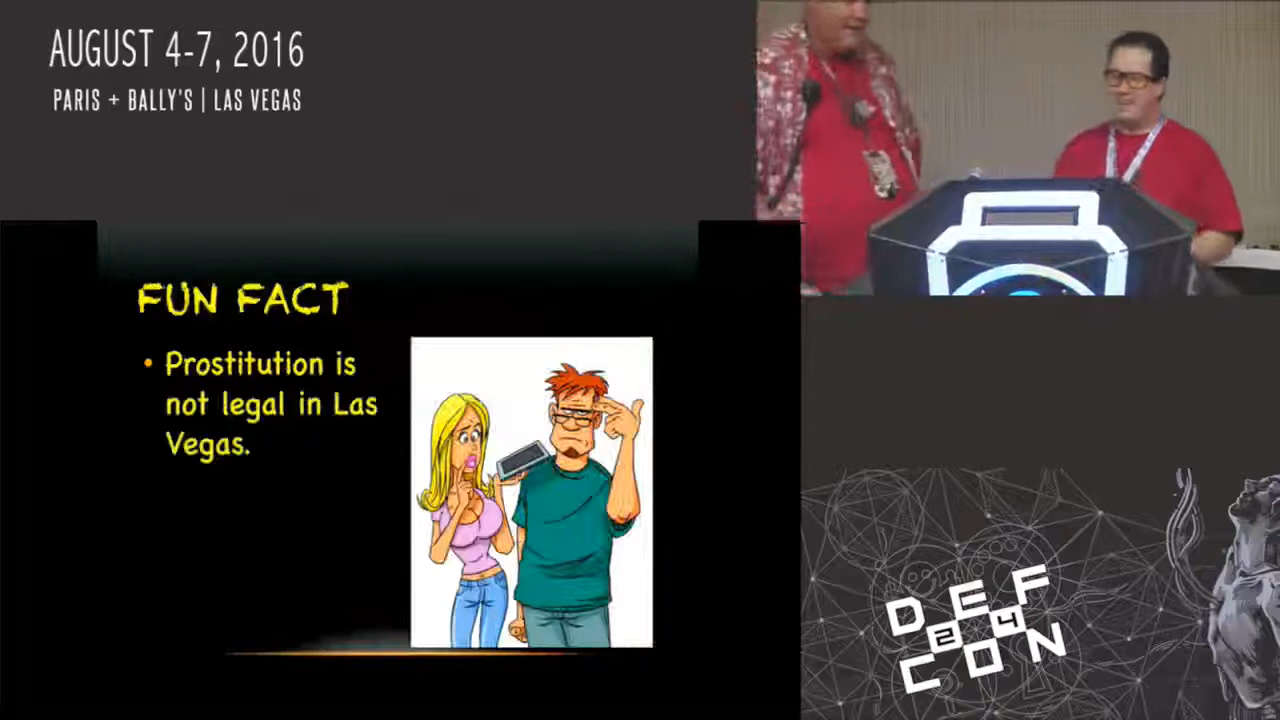 AUGUST 4-7, 2016
PARIS + BALLY'S | LAS VEGAS
FUN FACT
• Prostitution is
not legal in Las
Vegas.
DEF
24
CON